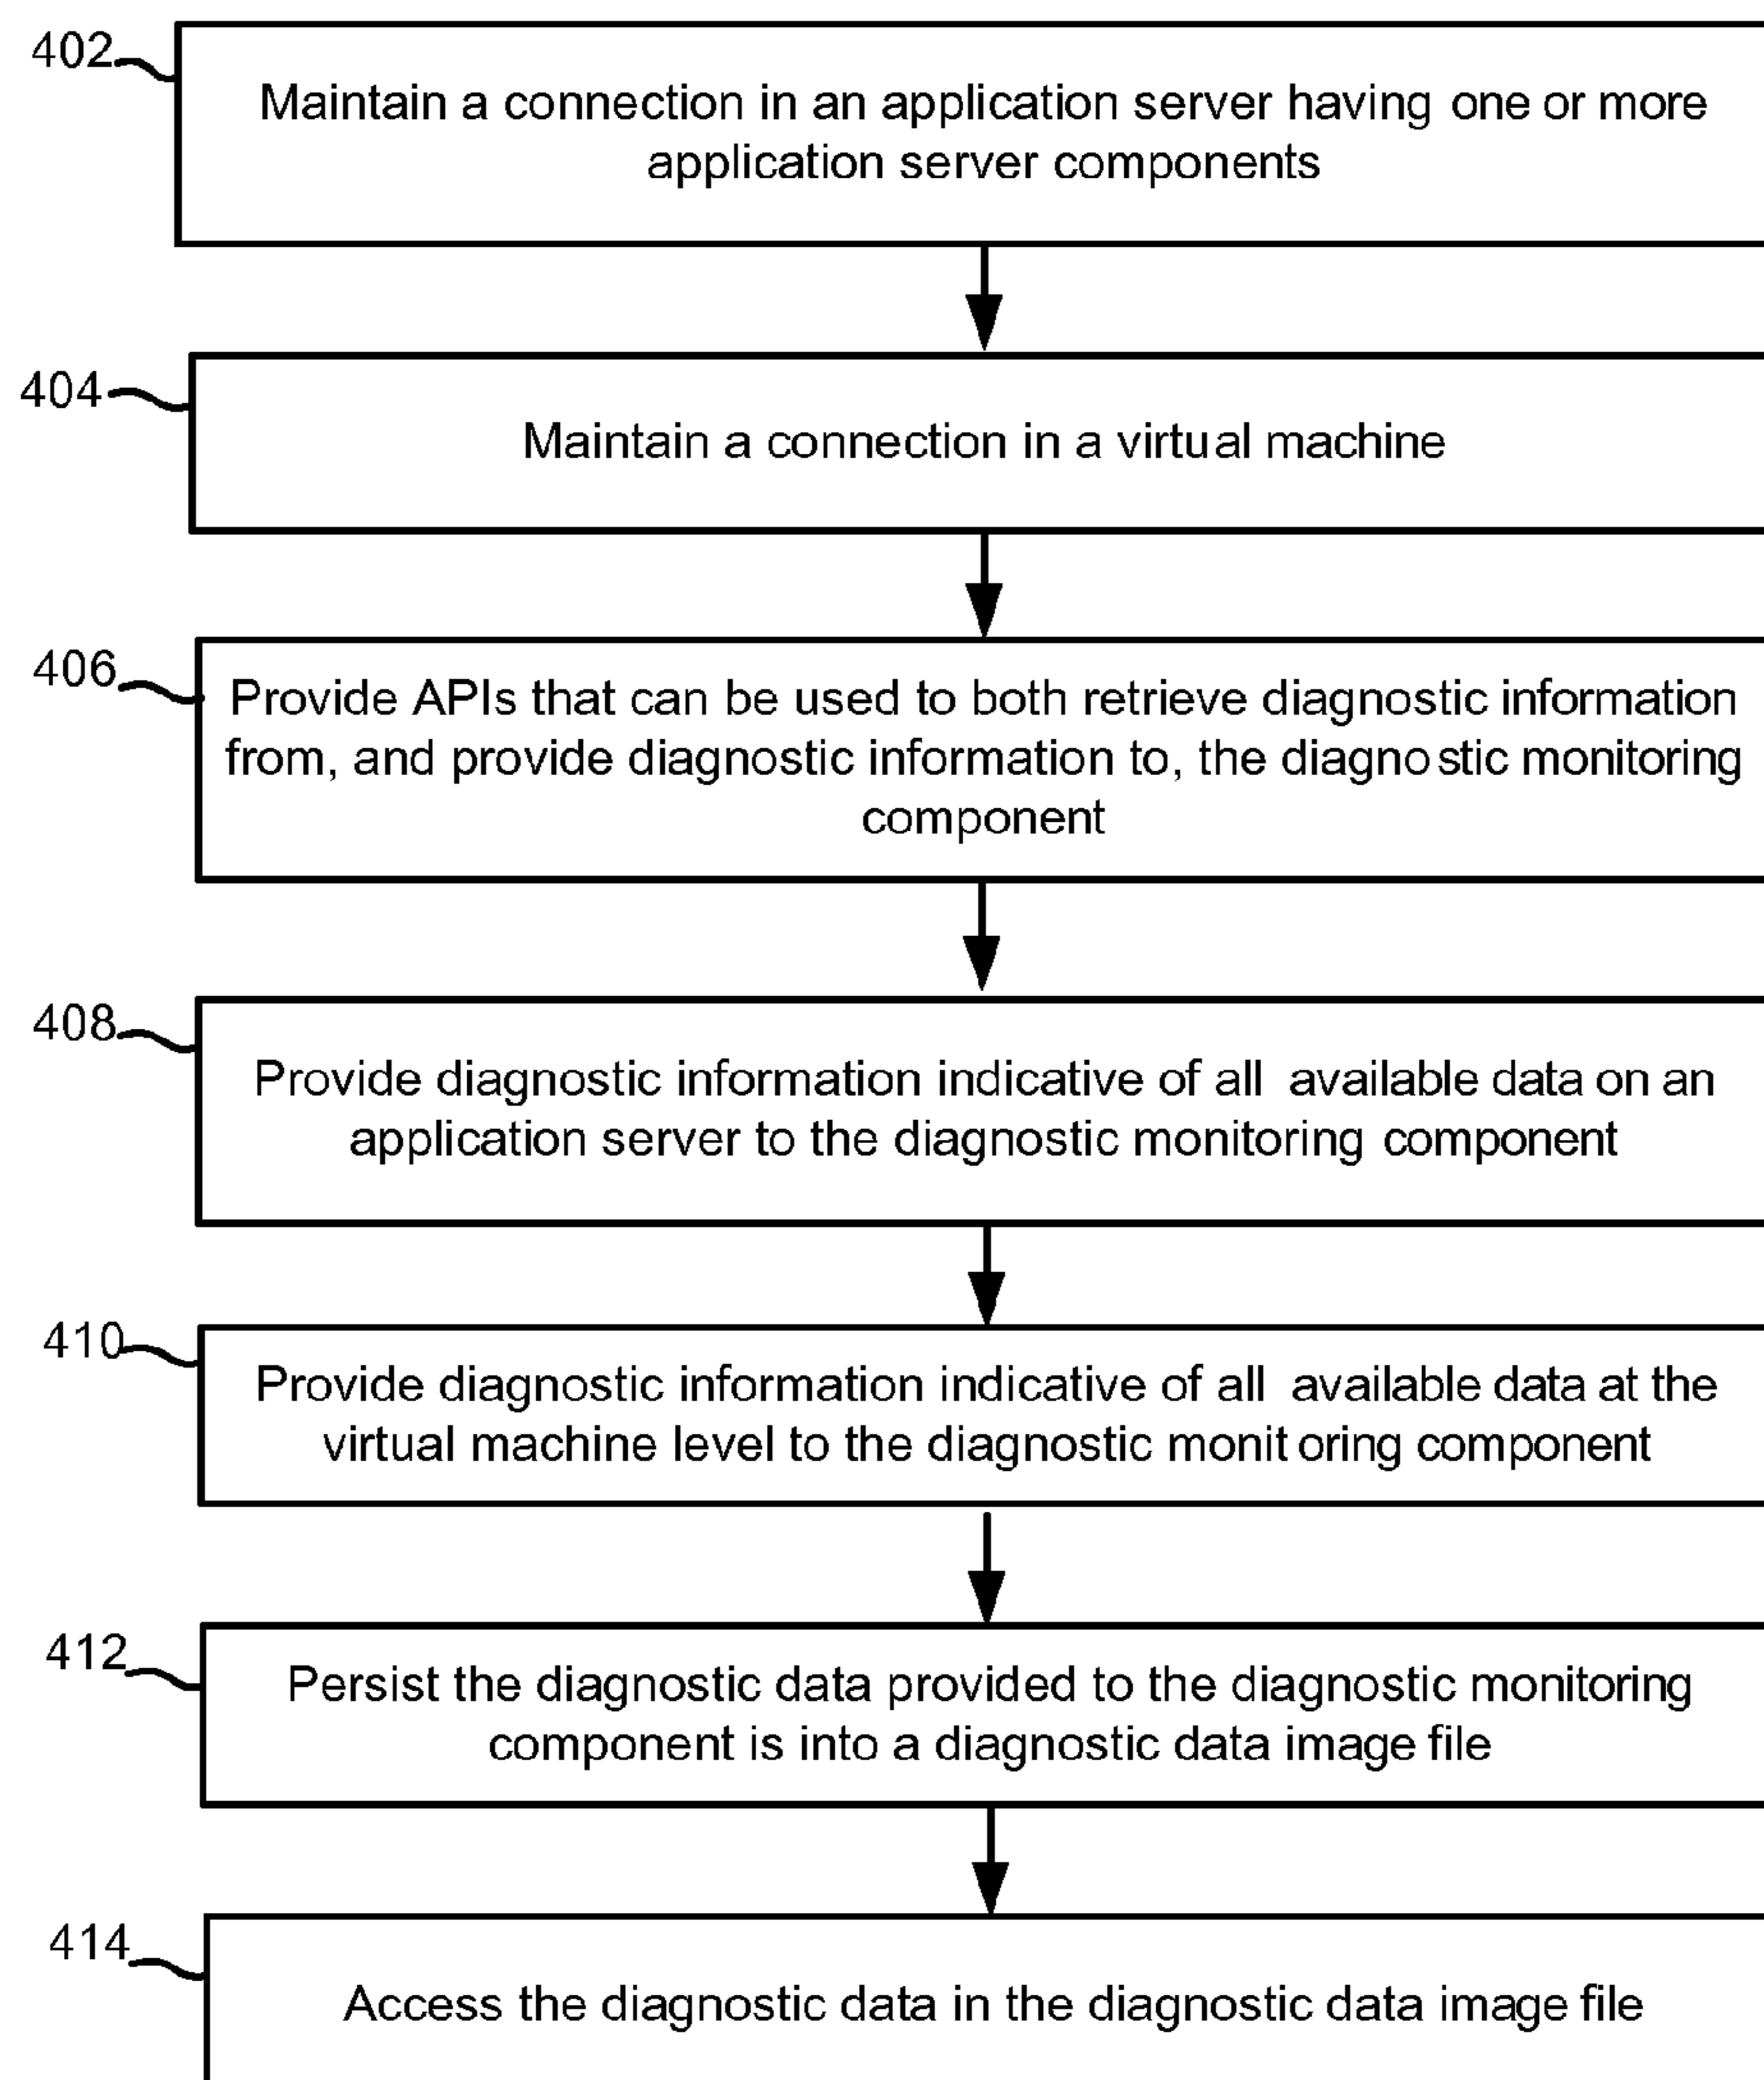 402
Maintain a connection in an application server having one or more
application server components
404
Maintain a connection in a virtual machine
406
Provide APIs that can be used to both retrieve diagnostic information
from, and provide diagnostic information to, the diagnostic monitoring
component
408
Provide diagnostic information indicative of all available data on an
application server to the diagnostic monitoring component
410
Provide diagnostic information indicative of all available data at the
virtual machine level to the diagnostic monitoring component
412
Persist the diagnostic data provided to the diagnostic monitoring
component is into a diagnostic data image file
414
Access the diagnostic data in the diagnostic data image file